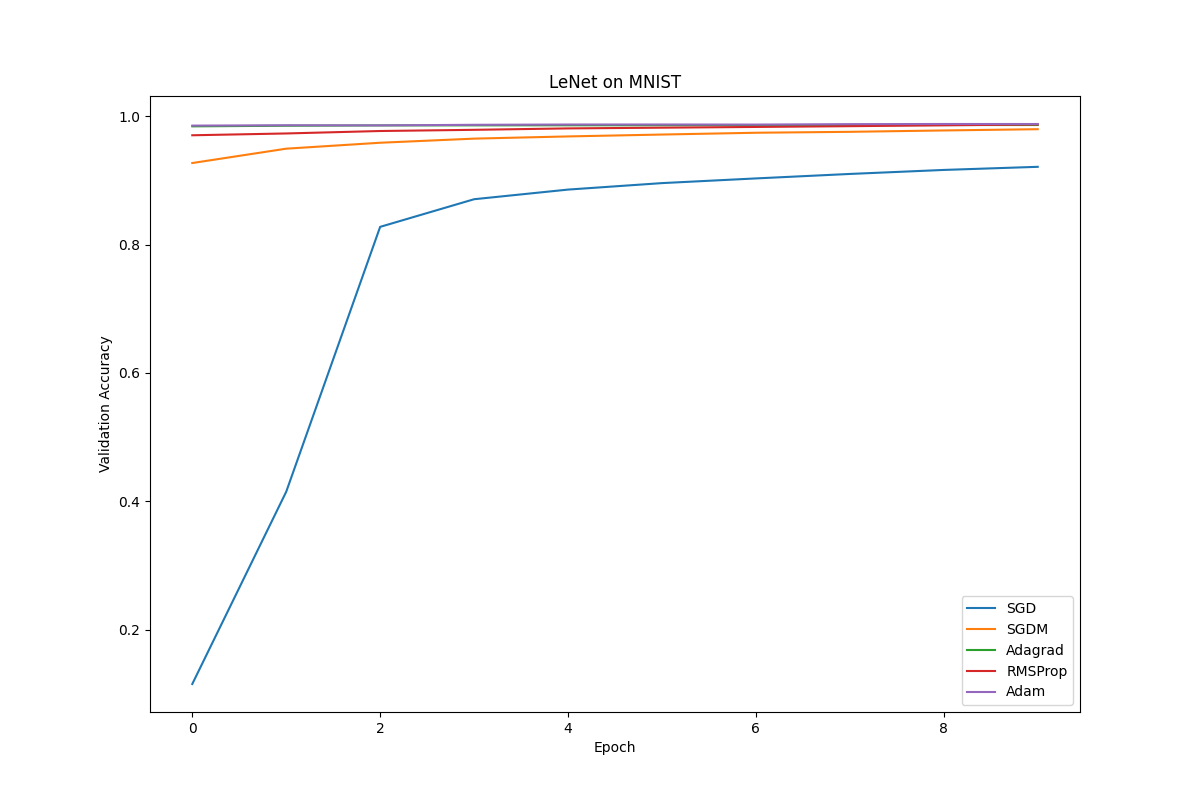 LeNet on MNIST
1.0
0.8
0.6
0.4
0.2
Validation Accuracy
0 2 4 6 8
Epoch
SGD
SGDM
Adagrad
RMSProp
Adam